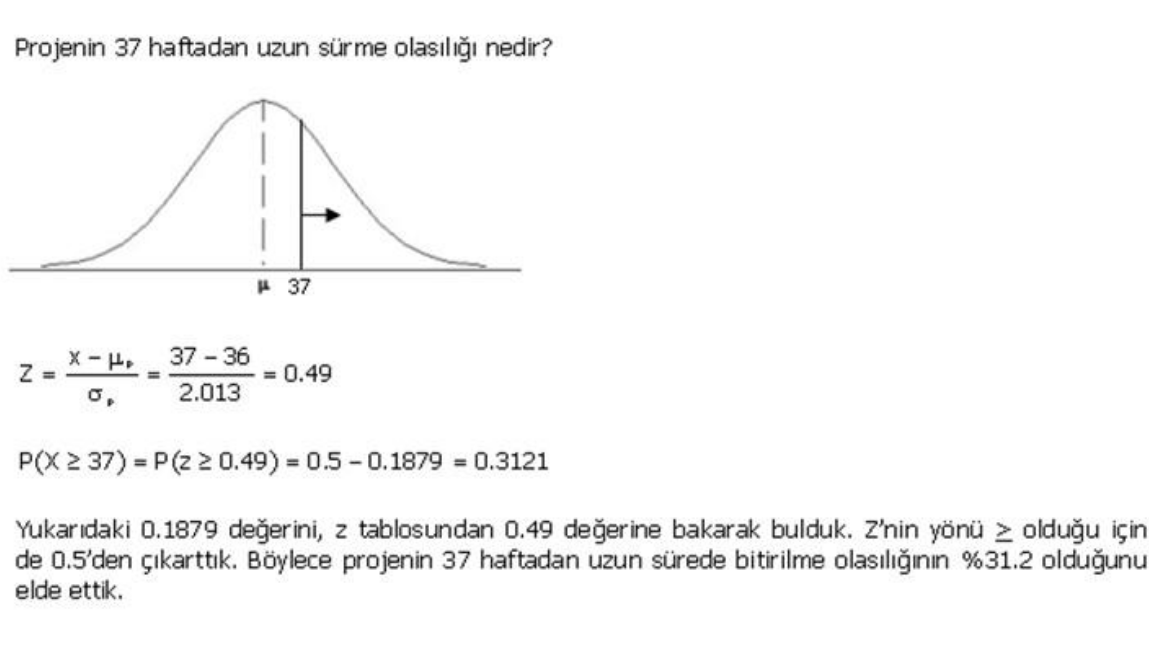 Projenin 37 haftadan uzun sürme olasılığı nedir?
μ 37
Z = x – μp / σp = 37 – 36 / 2.013 = 0.49
P(X ≥ 37) = P(z ≥ 0.49) = 0.5 – 0.1879 = 0.3121
Yukarıdaki 0.1879 değerini, z tablosundan 0.49 değerine bakarak bulduk. Z’nin yönü ≥ olduğu için
de 0.5’den çıkarttık. Böylece projenin 37 haftadan uzun sürede bitirilme olasılığının %31.2 olduğunu
elde ettik.